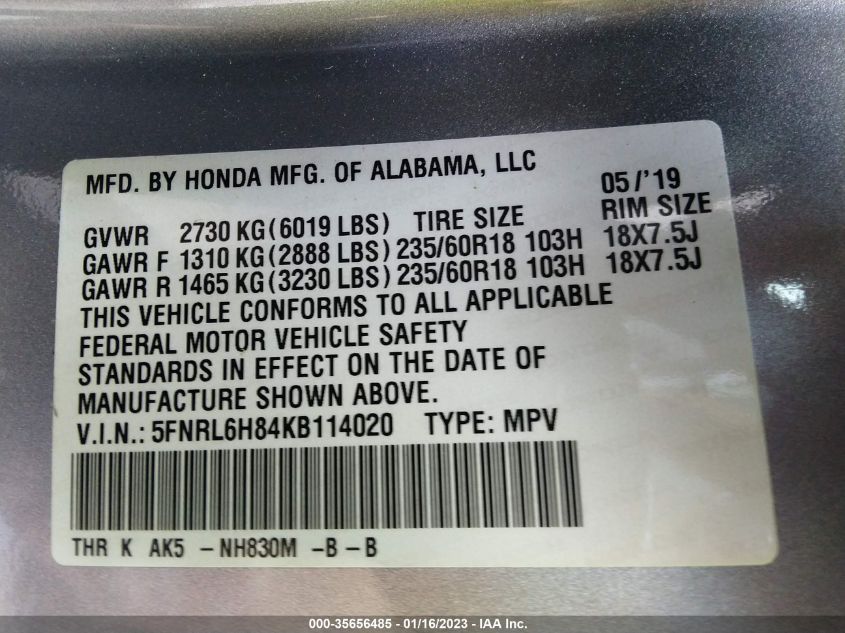 MFD. BY HONDA MFG. OF ALABAMA, LLC 05/'19
GVWR 2730 KG(6019 LBS) TIRE SIZE RIM SIZE
GAWR F 1310 KG(2888 LBS) 235/60R18 103H 18X7.5J
GAWR R 1465 KG(3230 LBS) 235/60R18 103H 18X7.5J
THIS VEHICLE CONFORMS TO ALL APPLICABLE
FEDERAL MOTOR VEHICLE SAFETY
STANDARDS IN EFFECT ON THE DATE OF
MANUFACTURE SHOWN ABOVE.
V.I.N.: 5FNRL6H84KB114020 TYPE: MPV
THR K AK5 -NH830M -B -B
000-35656485 - 01/16/2023 - IAA Inc.